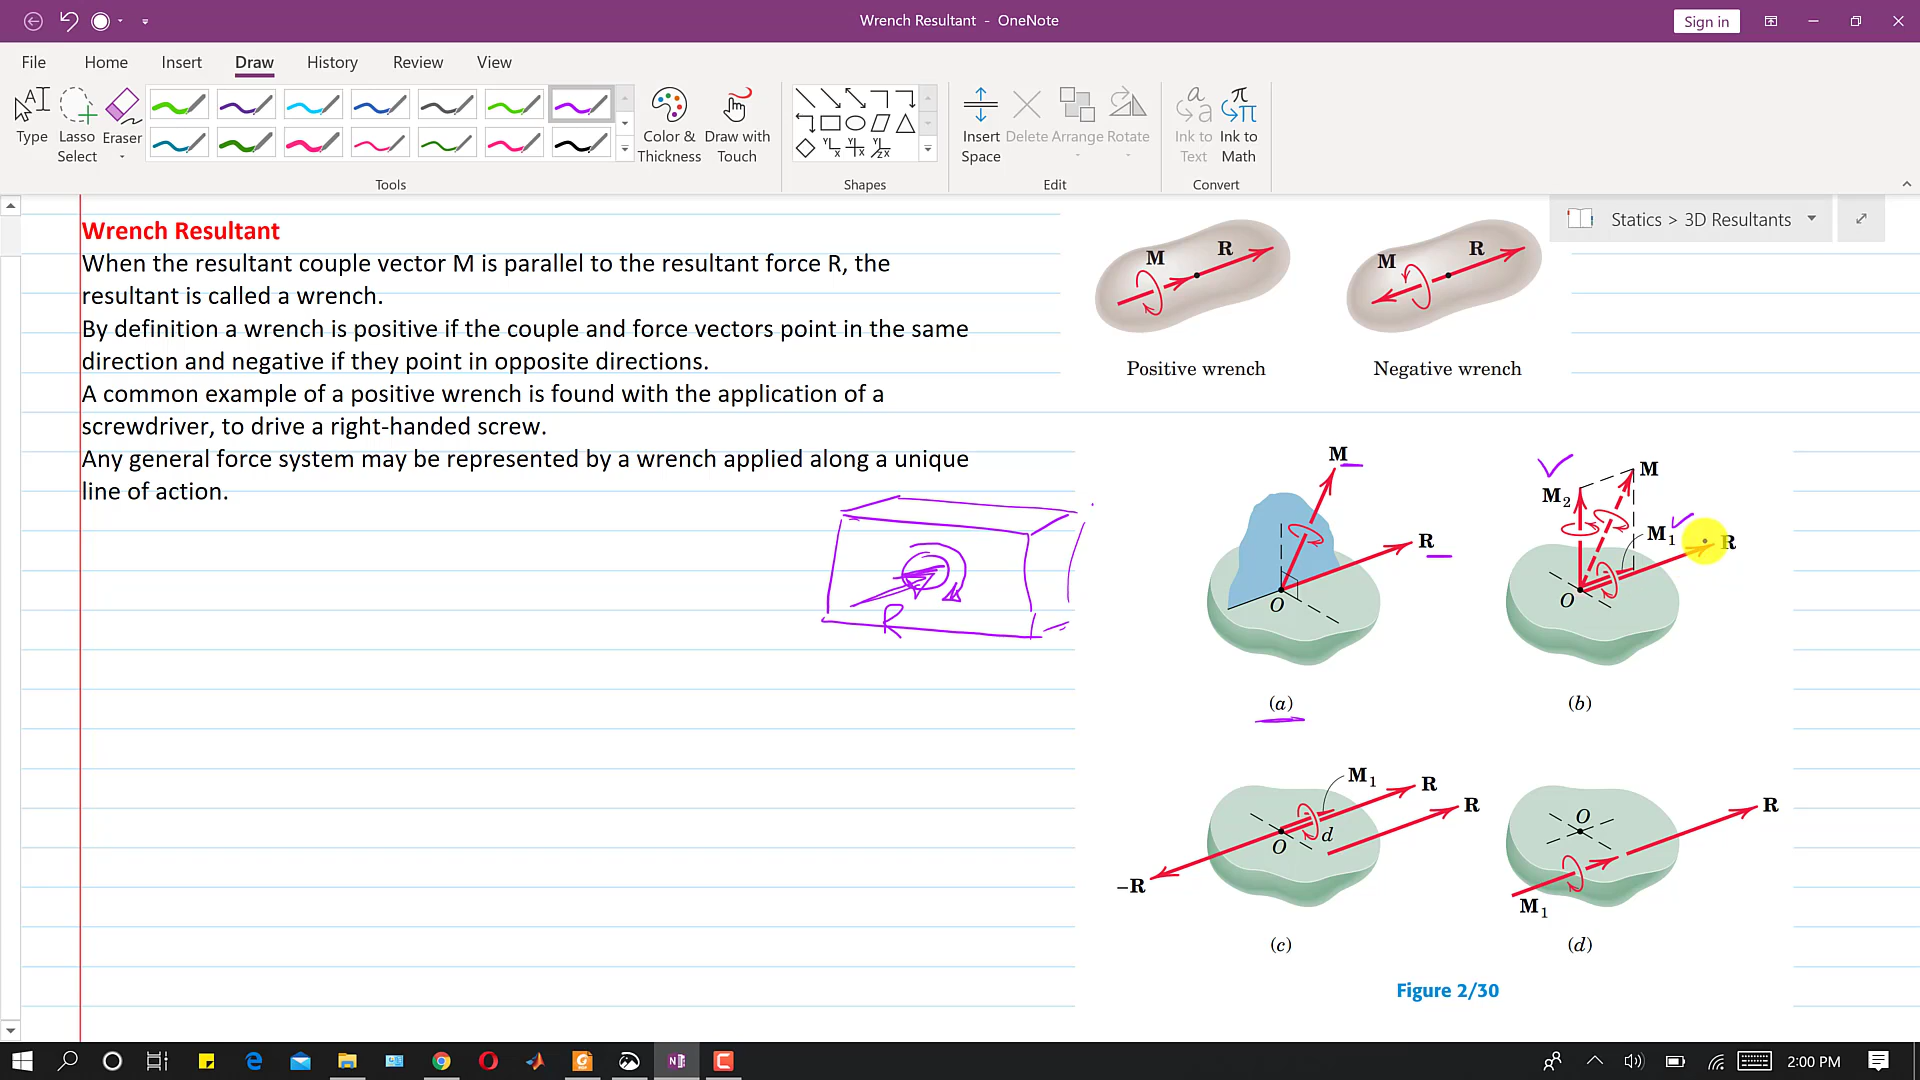 Wrench Resultant - OneNote
Sign in
File Home Insert Draw History Review View
Type
Lasso Select
Eraser
Color & Thickness
Draw with Touch
Insert Space
Delete
Arrange
Rotate
Ink to Text
Ink to Math
Tools
Shapes
Edit
Convert
Statics > 3D Resultants
Wrench Resultant
When the resultant couple vector M is parallel to the resultant force R, the
resultant is called a wrench.
By definition a wrench is positive if the couple and force vectors point in the same
direction and negative if they point in opposite directions.
A common example of a positive wrench is found with the application of a
screwdriver, to drive a right-handed screw.
Any general force system may be represented by a wrench applied along a unique
line of action.
R
M R
M R
Positive wrench
Negative wrench
M
R
O
(a)
M
M2
M1
R
O
(b)
M1
R
R
d
O
–R
(c)
R
O
M1
(d)
Figure 2/30
2:00 PM